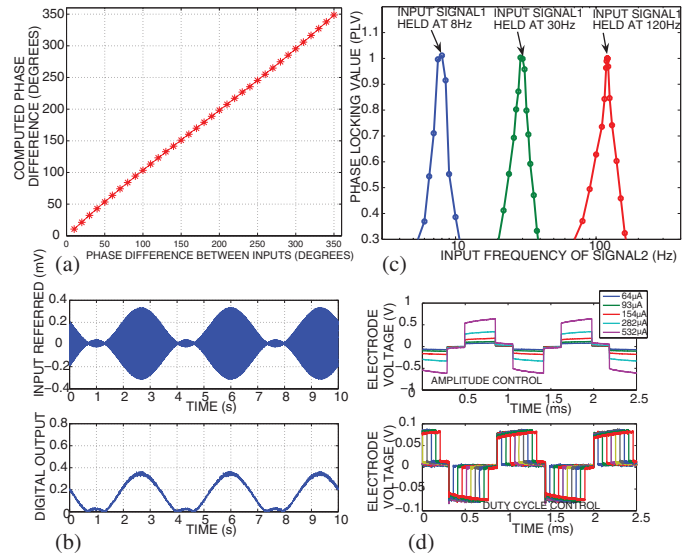 COMPUTED PHASE
DIFFERENCE (DEGREES)
350
300
250
200
150
100
50
0
0 50 100 150 200 250 300 350
PHASE DIFFERENCE BETWEEN INPUTS (DEGREES)
(a)
INPUT SIGNAL1
HELD AT 8Hz
INPUT SIGNAL1
HELD AT 30Hz
INPUT SIGNAL1
HELD AT 120Hz
PHASE LOCKING VALUE (PLV)
1
0.9
0.8
0.7
0.6
0.5
0.4
0.3
10 100
INPUT FREQUENCY OF SIGNAL2 (Hz)
(c)
INPUT REFERRED (mV)
0.4
0.2
0
−0.2
−0.4
0 1 2 3 4 5 6 7 8 9 10
TIME (s)
DIGITAL OUTPUT
0.8
0.6
0.4
0.2
0
0 1 2 3 4 5 6 7 8 9 10
TIME (s)
(b)
ELECTRODE
VOLTAGE (V)
1
0.5
0
−0.5
−1
64µA
93µA
154µA
282µA
532µA
AMPLITUDE CONTROL
0.5 1 1.5 2 2.5
TIME (ms)
ELECTRODE
VOLTAGE (V)
0.1
0.05
0
−0.05
−0.1
DUTY CYCLE CONTROL
0 0.5 1 1.5 2 2.5
TIME (ms)
(d)